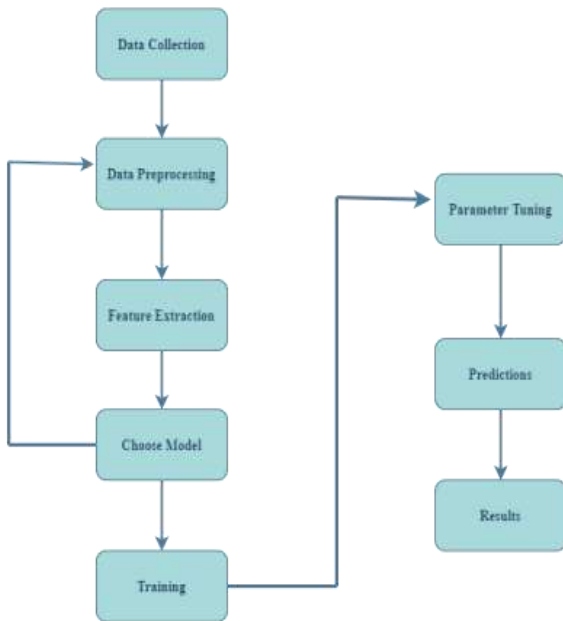 Data Collection
Data Preprocessing
Feature Extraction
Choose Model
Training
Parameter Tuning
Predictions
Results